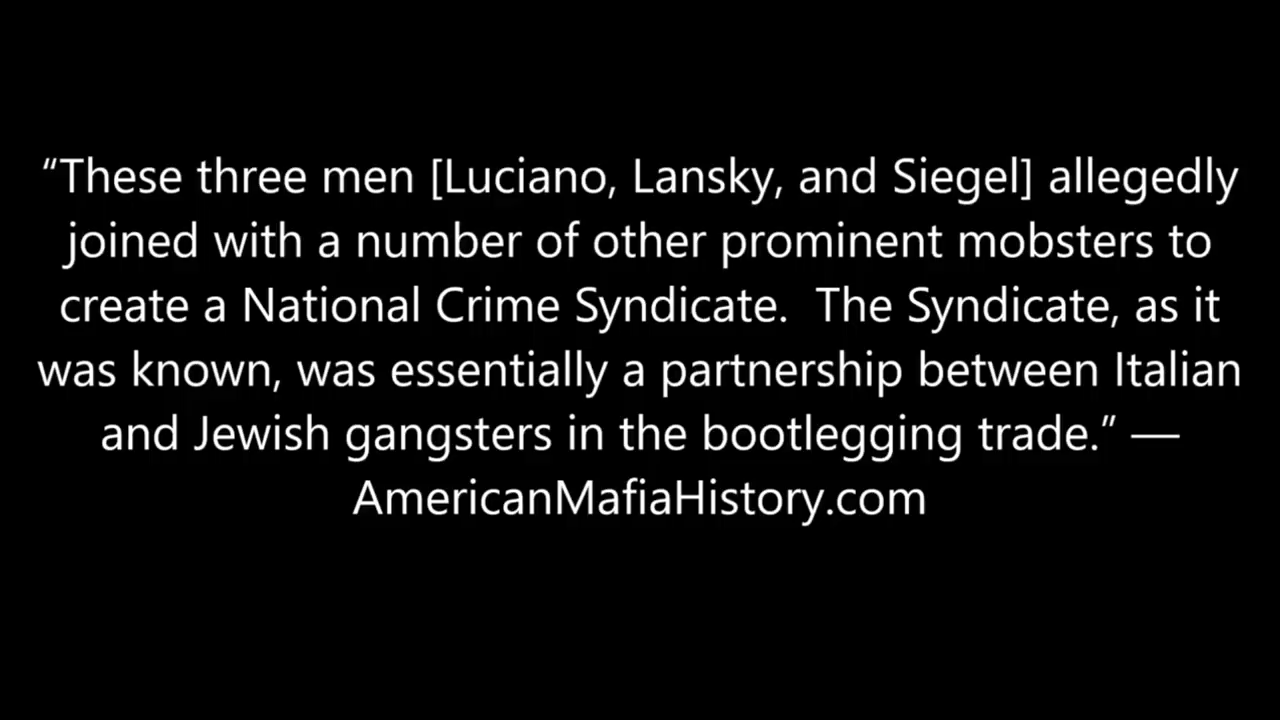 “These three men [Luciano, Lansky, and Siegel] allegedly
joined with a number of other prominent mobsters to
create a National Crime Syndicate.  The Syndicate, as it
was known, was essentially a partnership between Italian
and Jewish gangsters in the bootlegging trade.” —
AmericanMafiaHistory.com